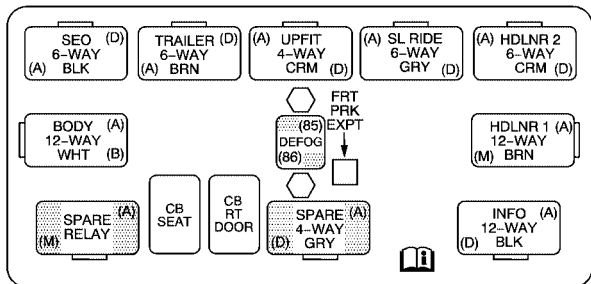 SEO (D)
6-WAY
(A) BLK
TRAILER (D)
6-WAY
(A) BRN
(A) UPFIT
4-WAY
CRM (D)
(A) SL RIDE
6-WAY
GRY (D)
(A) HDLNR 2
6-WAY
CRM (D)
BODY (A)
12-WAY
WHT (B)
(85)
DEFOG
(86)
FRT
PRK
EXPT
HDLNR 1 (A)
12-WAY
(M) BRN
SPARE (A)
(M) RELAY
CB
SEAT
CB
RT
DOOR
SPARE (A)
4-WAY
(D) GRY
INFO (A)
12-WAY
(D) BLK
i